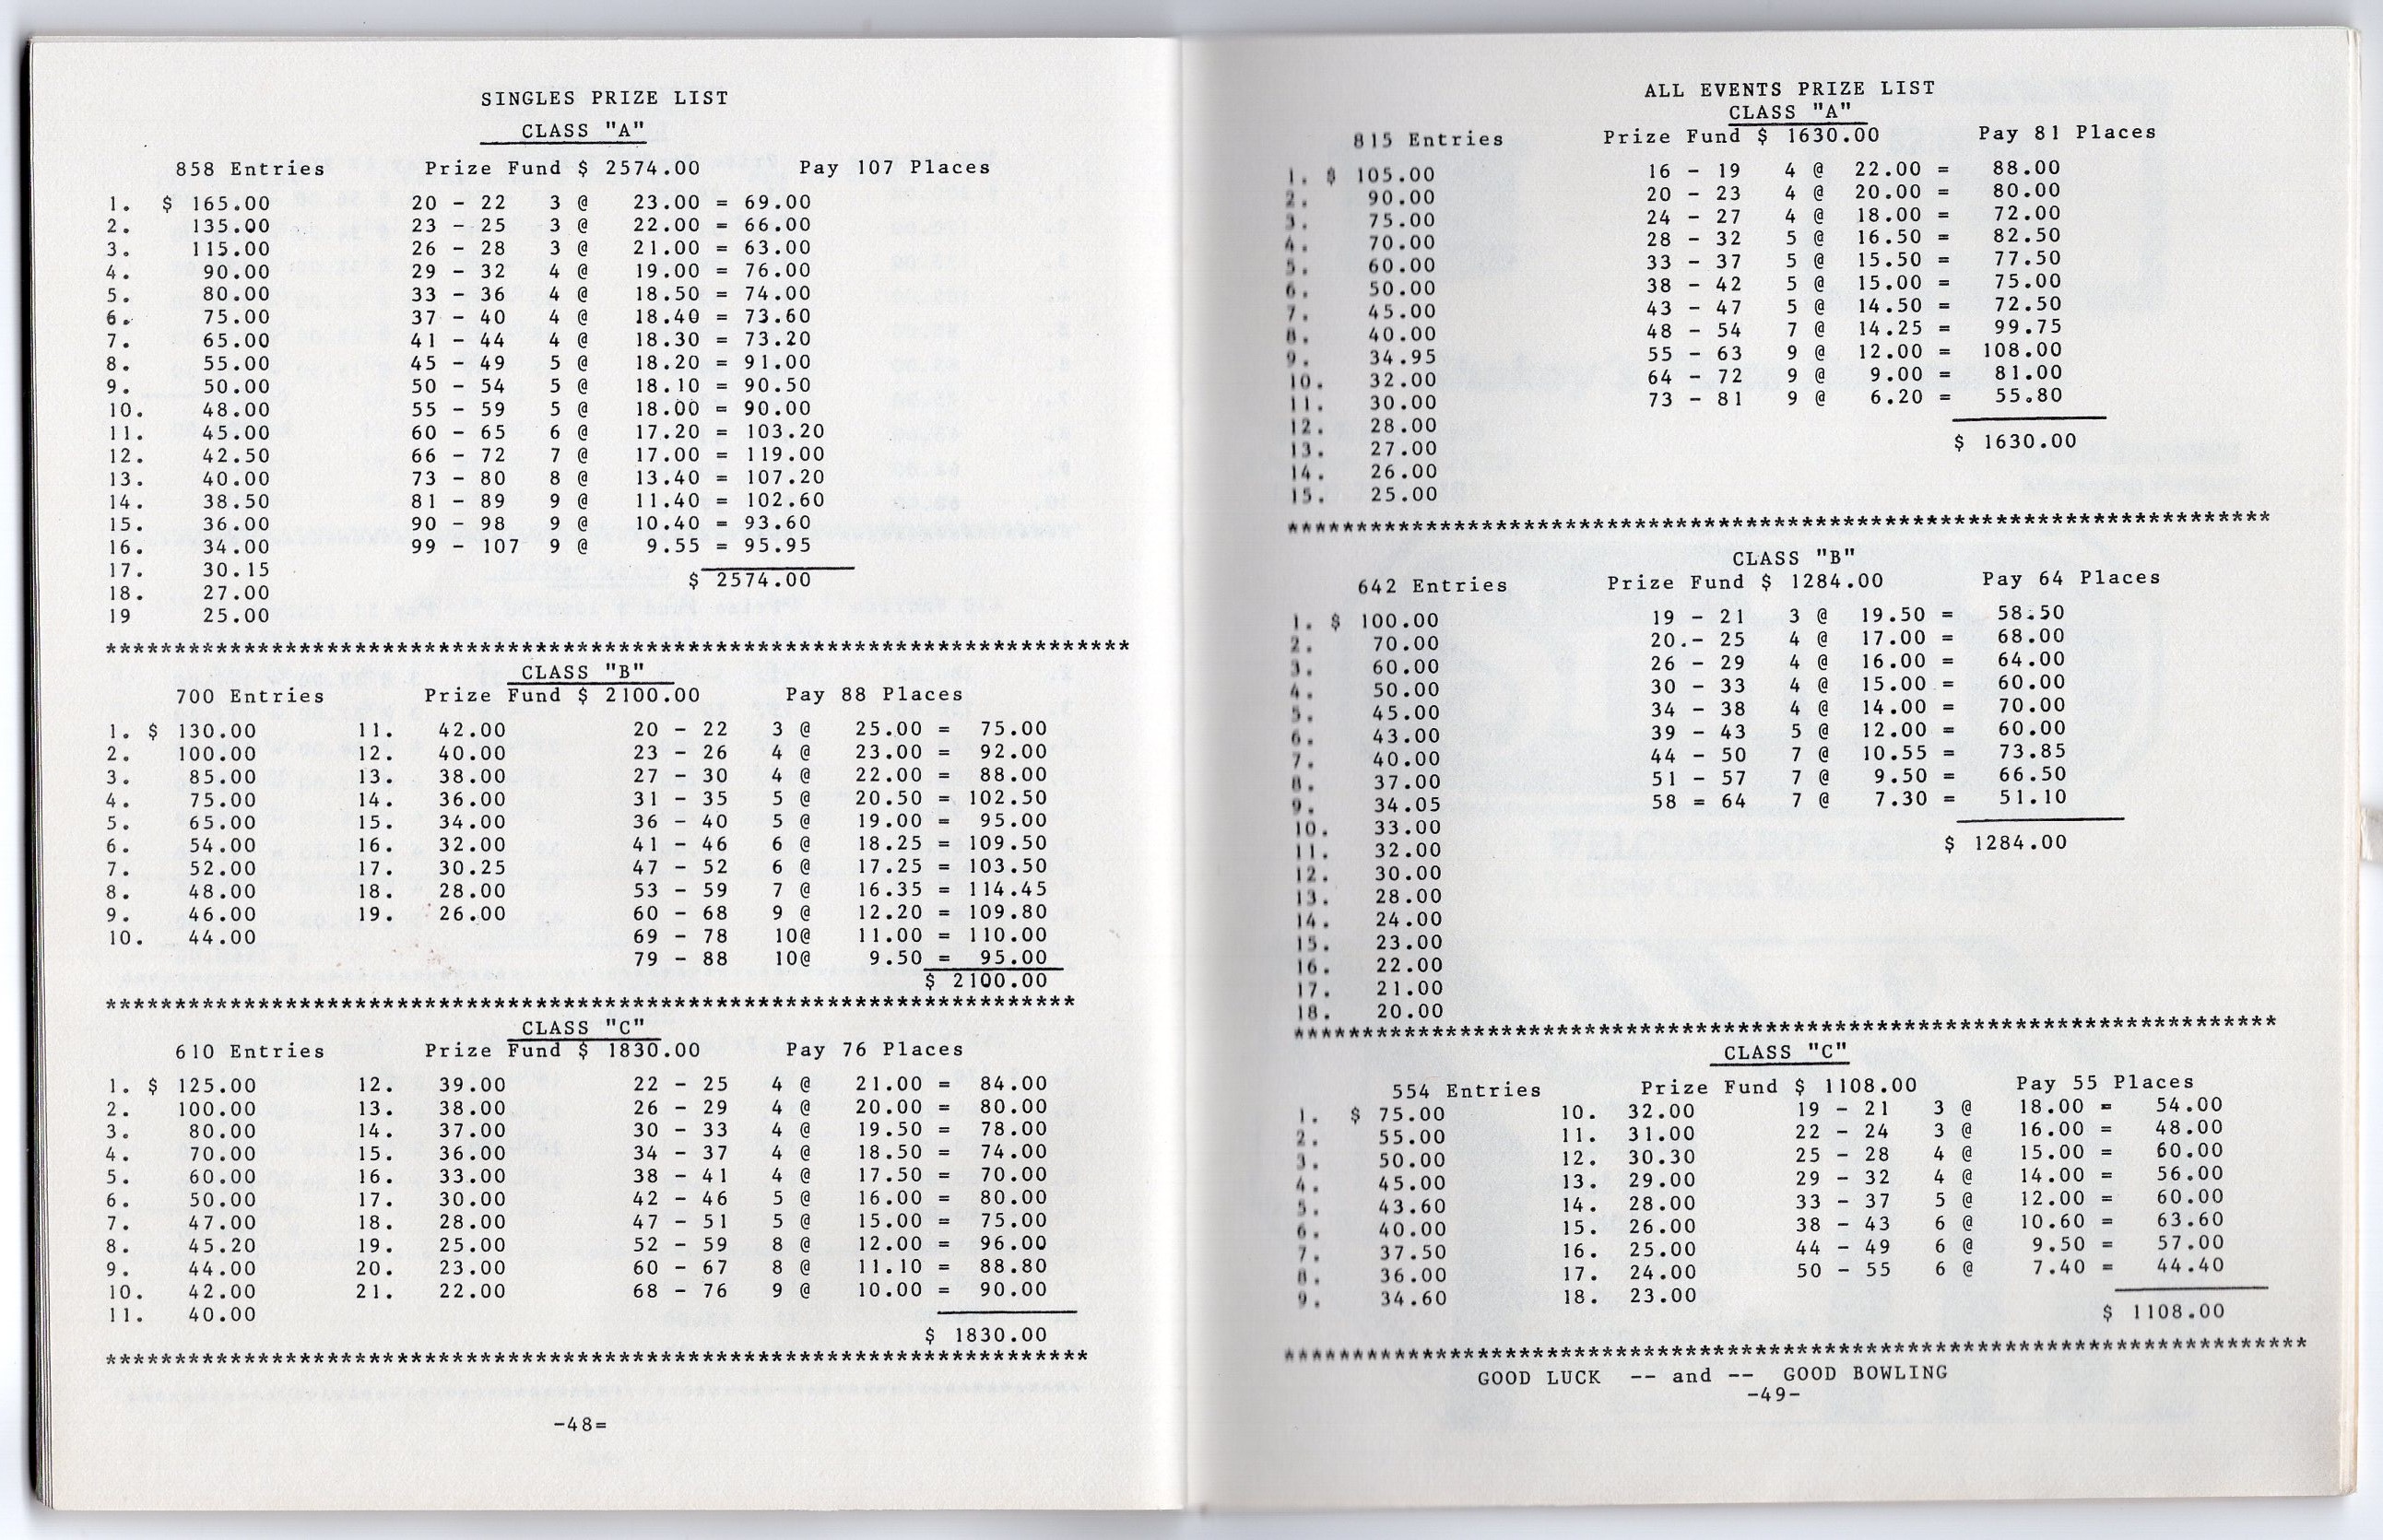 SINGLES PRIZE LIST
CLASS "A"
858 Entries Prize Fund $ 2574.00 Pay 107 Places
1. $ 165.00 20 - 22 3 @ 23.00 = 69.00
2. 135.00 23 - 25 3 @ 22.00 = 66.00
3. 115.00 26 - 28 3 @ 21.00 = 63.00
4. 90.00 29 - 32 4 @ 19.00 = 76.00
5. 80.00 33 - 36 4 @ 18.50 = 74.00
6. 75.00 37 - 40 4 @ 18.40 = 73.60
7. 65.00 41 - 44 4 @ 18.30 = 73.20
8. 55.00 45 - 49 5 @ 18.20 = 91.00
9. 50.00 50 - 54 5 @ 18.10 = 90.50
10. 48.00 55 - 59 5 @ 18.00 = 90.00
11. 45.00 60 - 65 6 @ 17.20 = 103.20
12. 42.50 66 - 72 7 @ 17.00 = 119.00
13. 40.00 73 - 80 8 @ 13.40 = 107.20
14. 38.50 81 - 89 9 @ 11.40 = 102.60
15. 36.00 90 - 98 9 @ 10.40 = 93.60
16. 34.00 99 - 107 9 @ 9.55 = 95.95
17. 30.15 $ 2574.00
18. 27.00
19 25.00
**************************************************************************
CLASS "B"
700 Entries Prize Fund $ 2100.00 Pay 88 Places
1. $ 130.00 11. 42.00 20 - 22 3 @ 25.00 = 75.00
2. 100.00 12. 40.00 23 - 26 4 @ 23.00 = 92.00
3. 85.00 13. 38.00 27 - 30 4 @ 22.00 = 88.00
4. 75.00 14. 36.00 31 - 35 5 @ 20.50 = 102.50
5. 65.00 15. 34.00 36 - 40 5 @ 19.00 = 95.00
6. 54.00 16. 32.00 41 - 46 6 @ 18.25 = 109.50
7. 52.00 17. 30.25 47 - 52 6 @ 17.25 = 103.50
8. 48.00 18. 28.00 53 - 59 7 @ 16.35 = 114.45
9. 46.00 19. 26.00 60 - 68 9 @ 12.20 = 109.80
10. 44.00 69 - 78 10@ 11.00 = 110.00
79 - 88 10@ 9.50 = 95.00
$ 2100.00
**********************************************************************
CLASS "C"
610 Entries Prize Fund $ 1830.00 Pay 76 Places
1. $ 125.00 12. 39.00 22 - 25 4 @ 21.00 = 84.00
2. 100.00 13. 38.00 26 - 29 4 @ 20.00 = 80.00
3. 80.00 14. 37.00 30 - 33 4 @ 19.50 = 78.00
4. 70.00 15. 36.00 34 - 37 4 @ 18.50 = 74.00
5. 60.00 16. 33.00 38 - 41 4 @ 17.50 = 70.00
6. 50.00 17. 30.00 42 - 46 5 @ 16.00 = 80.00
7. 47.00 18. 28.00 47 - 51 5 @ 15.00 = 75.00
8. 45.20 19. 25.00 52 - 59 8 @ 12.00 = 96.00
9. 44.00 20. 23.00 60 - 67 8 @ 11.10 = 88.80
10. 42.00 21. 22.00 68 - 76 9 @ 10.00 = 90.00
11. 40.00
$ 1830.00
***********************************************************************
-48=
ALL EVENTS PRIZE LIST
CLASS "A"
815 Entries Prize Fund $ 1630.00 Pay 81 Places
1. $ 105.00 16 - 19 4 @ 22.00 = 88.00
2. 90.00 20 - 23 4 @ 20.00 = 80.00
3. 75.00 24 - 27 4 @ 18.00 = 72.00
4. 70.00 28 - 32 5 @ 16.50 = 82.50
5. 60.00 33 - 37 5 @ 15.50 = 77.50
6. 50.00 38 - 42 5 @ 15.00 = 75.00
7. 45.00 43 - 47 5 @ 14.50 = 72.50
8. 40.00 48 - 54 7 @ 14.25 = 99.75
9. 34.95 55 - 63 9 @ 12.00 = 108.00
10. 32.00 64 - 72 9 @ 9.00 = 81.00
11. 30.00 73 - 81 9 @ 6.20 = 55.80
12. 28.00
13. 27.00 $ 1630.00
14. 26.00
15. 25.00
***********************************************************************
CLASS "B"
642 Entries Prize Fund $ 1284.00 Pay 64 Places
1. $ 100.00 19 - 21 3 @ 19.50 = 58.50
2. 70.00 20.- 25 4 @ 17.00 = 68.00
3. 60.00 26 - 29 4 @ 16.00 = 64.00
4. 50.00 30 - 33 4 @ 15.00 = 60.00
5. 45.00 34 - 38 4 @ 14.00 = 70.00
6. 43.00 39 - 43 5 @ 12.00 = 60.00
7. 40.00 44 - 50 7 @ 10.55 = 73.85
8. 37.00 51 - 57 7 @ 9.50 = 66.50
9. 34.05 58 = 64 7 @ 7.30 = 51.10
10. 33.00
11. 32.00 $ 1284.00
12. 30.00
13. 28.00
14. 24.00
15. 23.00
16. 22.00
17. 21.00
18. 20.00
***********************************************************************
CLASS "C"
554 Entries Prize Fund $ 1108.00 Pay 55 Places
1. $ 75.00 10. 32.00 19 - 21 3 @ 18.00 = 54.00
2. 55.00 11. 31.00 22 - 24 3 @ 16.00 = 48.00
3. 50.00 12. 30.30 25 - 28 4 @ 15.00 = 60.00
4. 45.00 13. 29.00 29 - 32 4 @ 14.00 = 56.00
5. 43.60 14. 28.00 33 - 37 5 @ 12.00 = 60.00
6. 40.00 15. 26.00 38 - 43 6 @ 10.60 = 63.60
7. 37.50 16. 25.00 44 - 49 6 @ 9.50 = 57.00
8. 36.00 17. 24.00 50 - 55 6 @ 7.40 = 44.40
9. 34.60 18. 23.00
$ 1108.00
**************************************************************************
GOOD LUCK -- and -- GOOD BOWLING
-49-